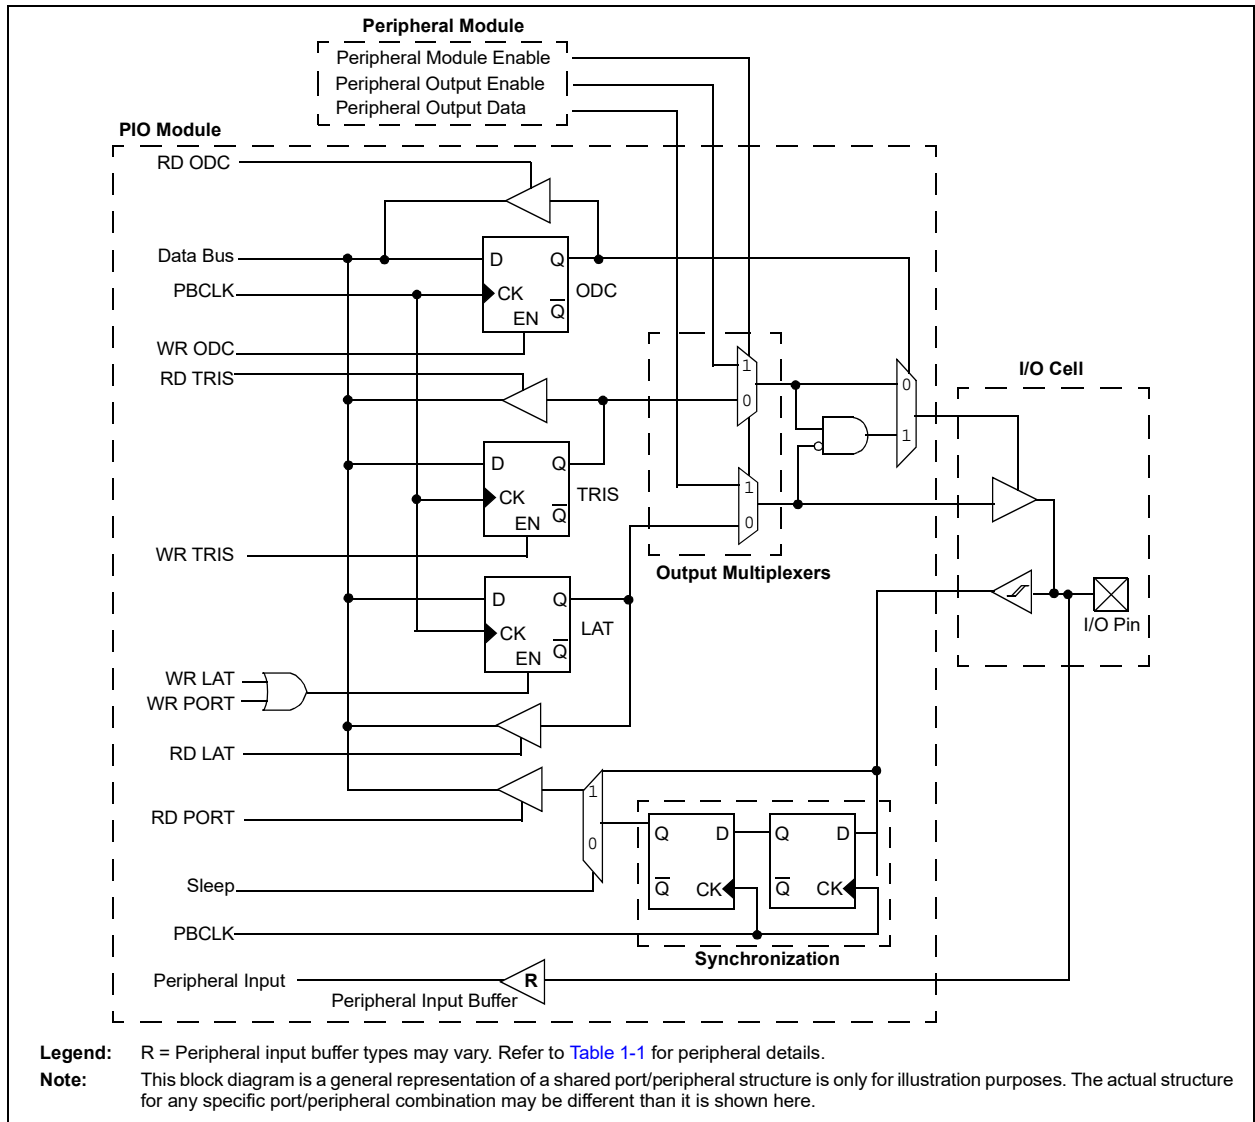 Peripheral Module
Peripheral Module Enable
Peripheral Output Enable
Peripheral Output Data
PIO Module
RD ODC
Data Bus
D Q
PBCLK
CK
ODC
Q
EN
WR ODC
RD TRIS
I/O Cell
1
0
0
1
D Q
CK
TRIS
Q
EN
1
0
WR TRIS
Output Multiplexers
D Q
CK
LAT
Q
EN
I/O Pin
WR LAT
WR PORT
RD LAT
1
RD PORT
0
Q D Q D
Sleep
Q CK Q CK
PBCLK
Synchronization
Peripheral Input
R
Peripheral Input Buffer
Legend: R = Peripheral input buffer types may vary. Refer to Table 1-1 for peripheral details.
Note: This block diagram is a general representation of a shared port/peripheral structure is only for illustration purposes. The actual structure
for any specific port/peripheral combination may be different than it is shown here.